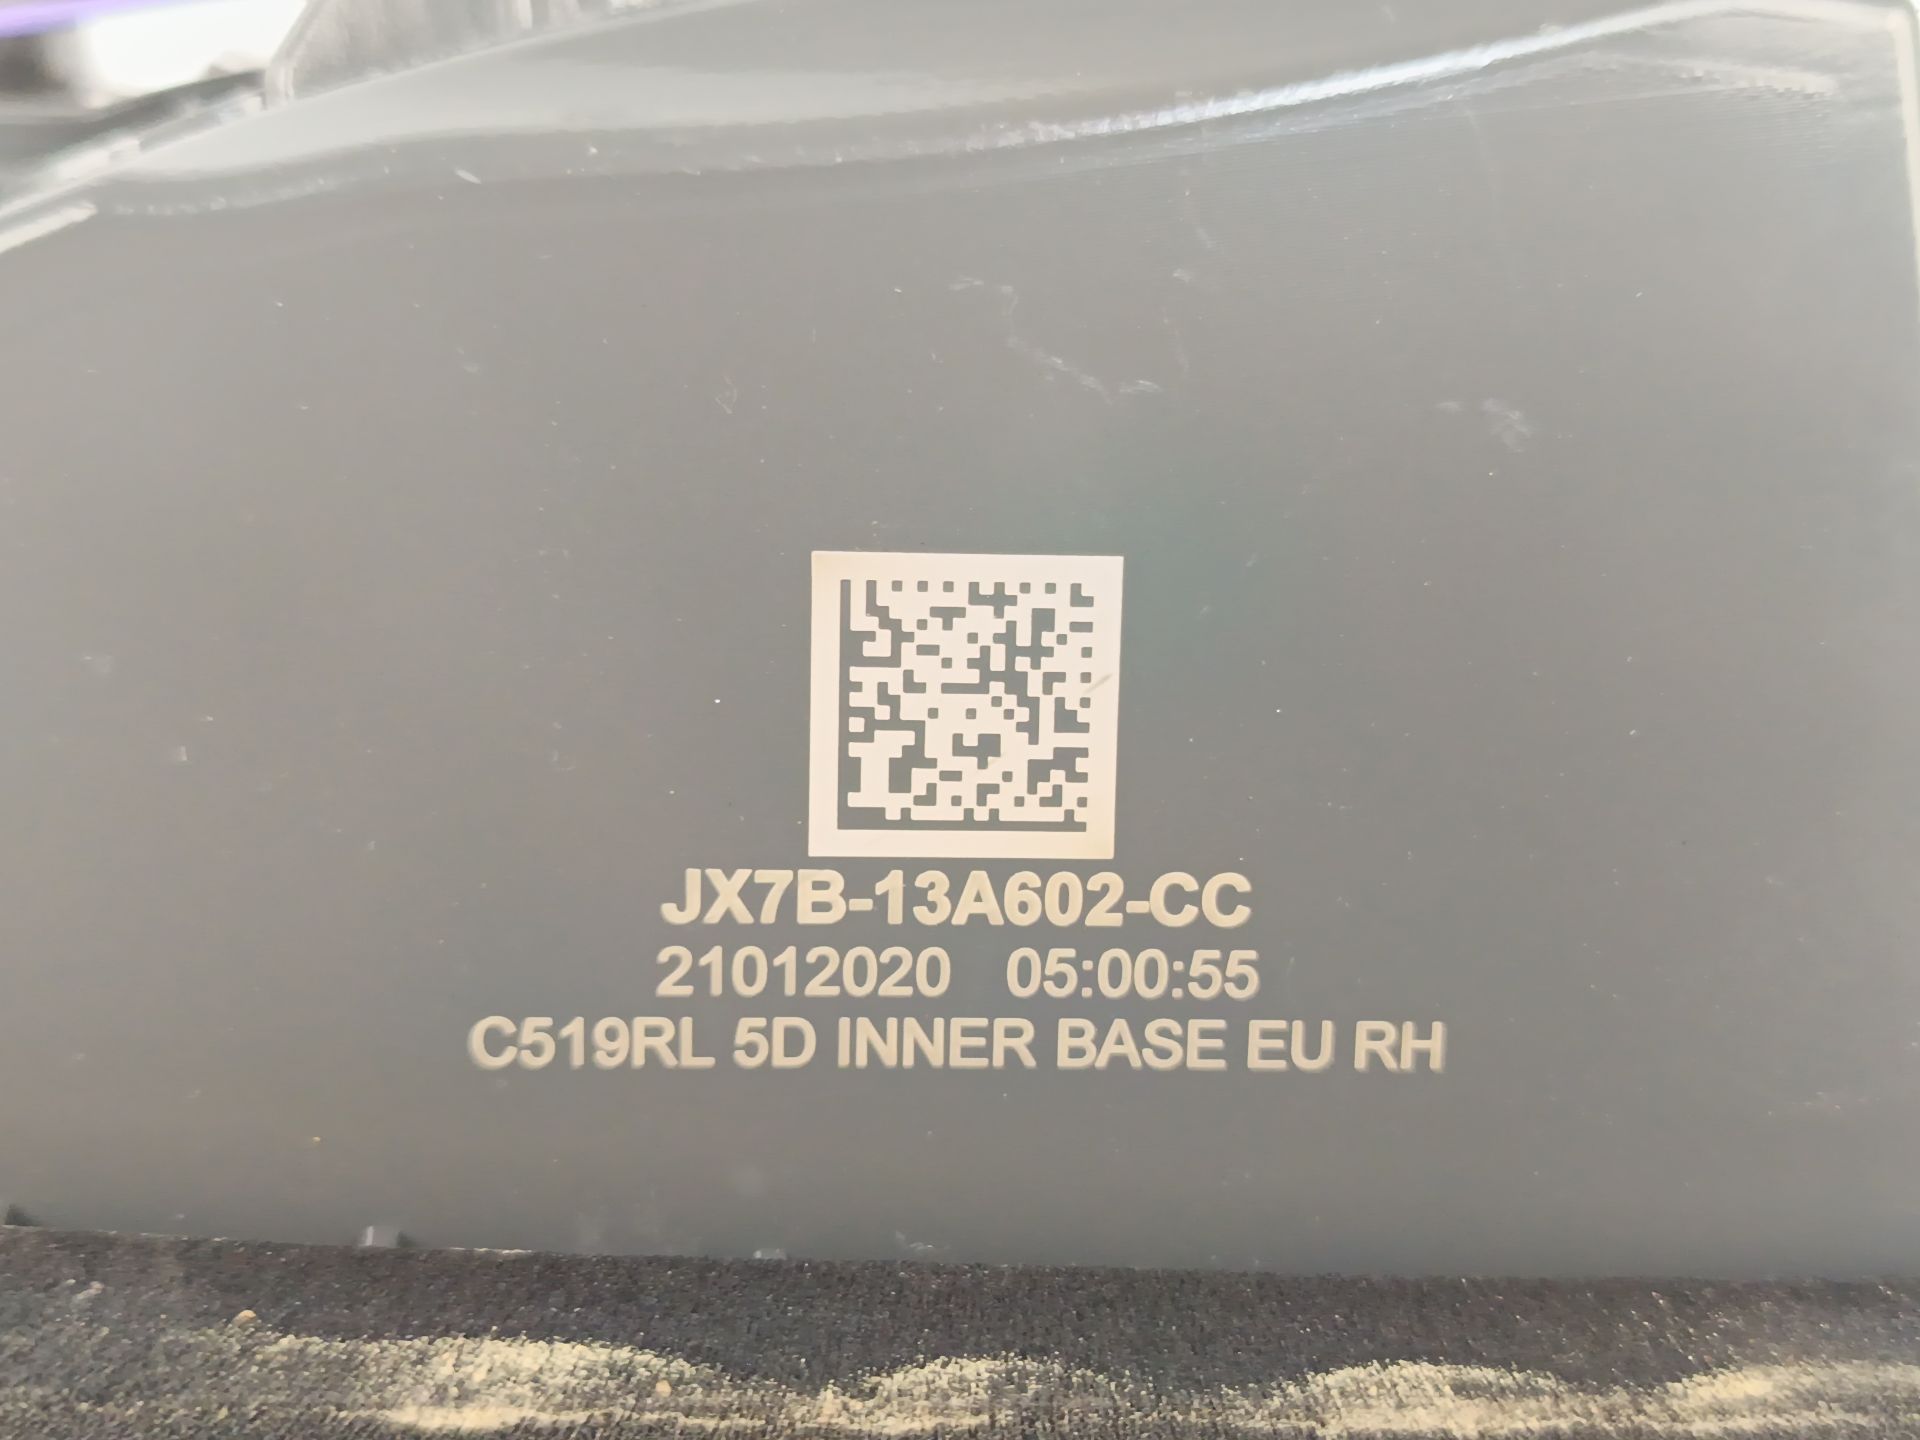 JX7B-13A602-CC
21012020 05:00:55
C519RL 5D INNER BASE EU RH